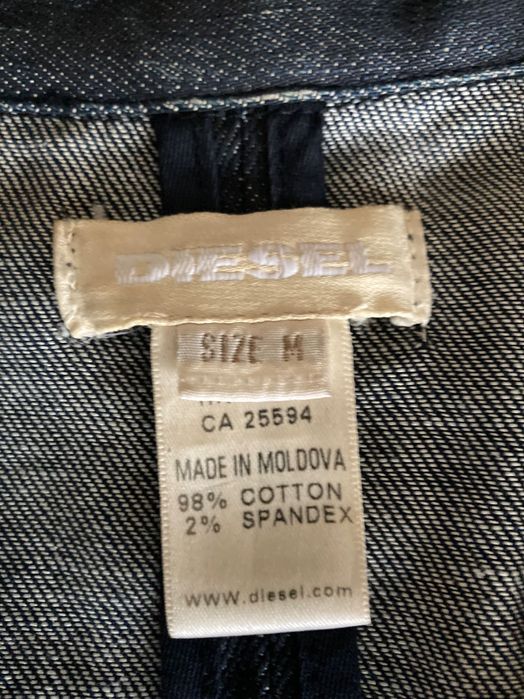 DIESEL
SIZE M
CA 25594
MADE IN MOLDOVA
98% COTTON
2% SPANDEX
www.diesel.com